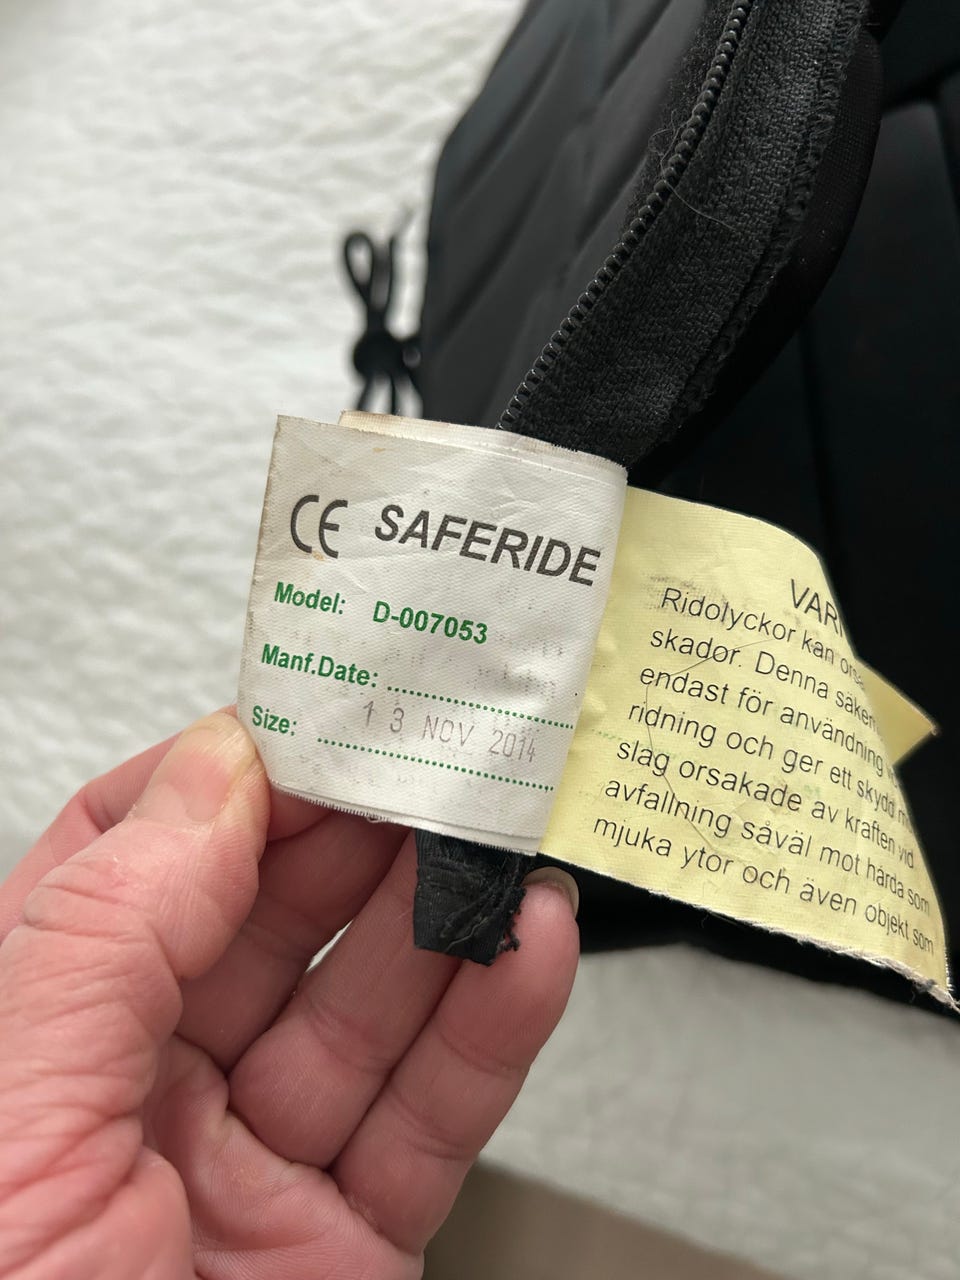 CE SAFERIDE
Model: D-007053
Manf.Date:
13 NOV 2014
Size:
Ridolyckor kan
skador. Denna
endast för användning
ridning och ger ett skydd
slag orsakade av kraften vid
avfallning såväl mot hårda som
mjuka ytor och även objekt som